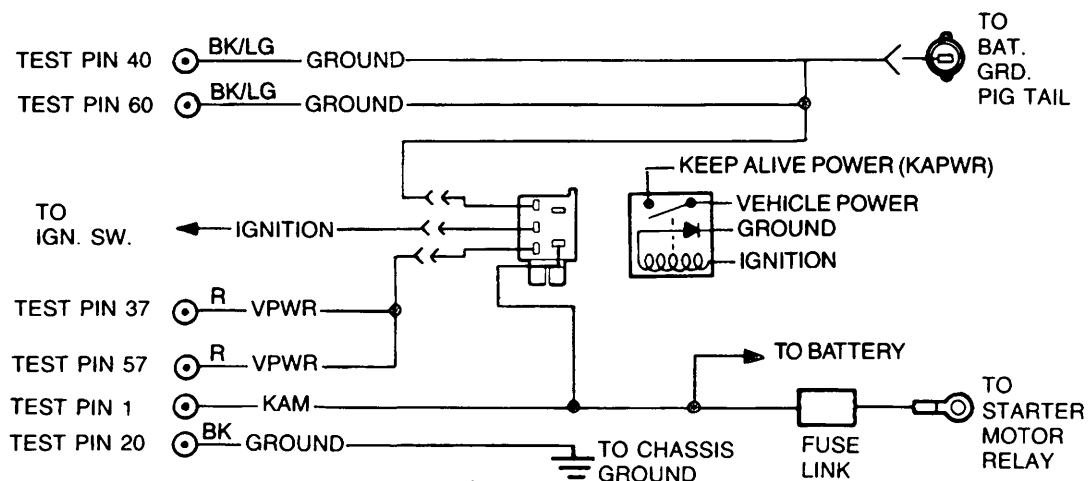 TEST PIN 40
BK/LG
GROUND
TO
BAT.
GRD.
PIG TAIL
TEST PIN 60
BK/LG
GROUND
KEEP ALIVE POWER (KAPWR)
VEHICLE POWER
GROUND
IGNITION
TO
IGN. SW.
IGNITION
TEST PIN 37
R
VPWR
TEST PIN 57
R
VPWR
TO BATTERY
TEST PIN 1
KAM
TO
STARTER
MOTOR
RELAY
FUSE
LINK
TEST PIN 20
BK
GROUND
TO CHASSIS
GROUND